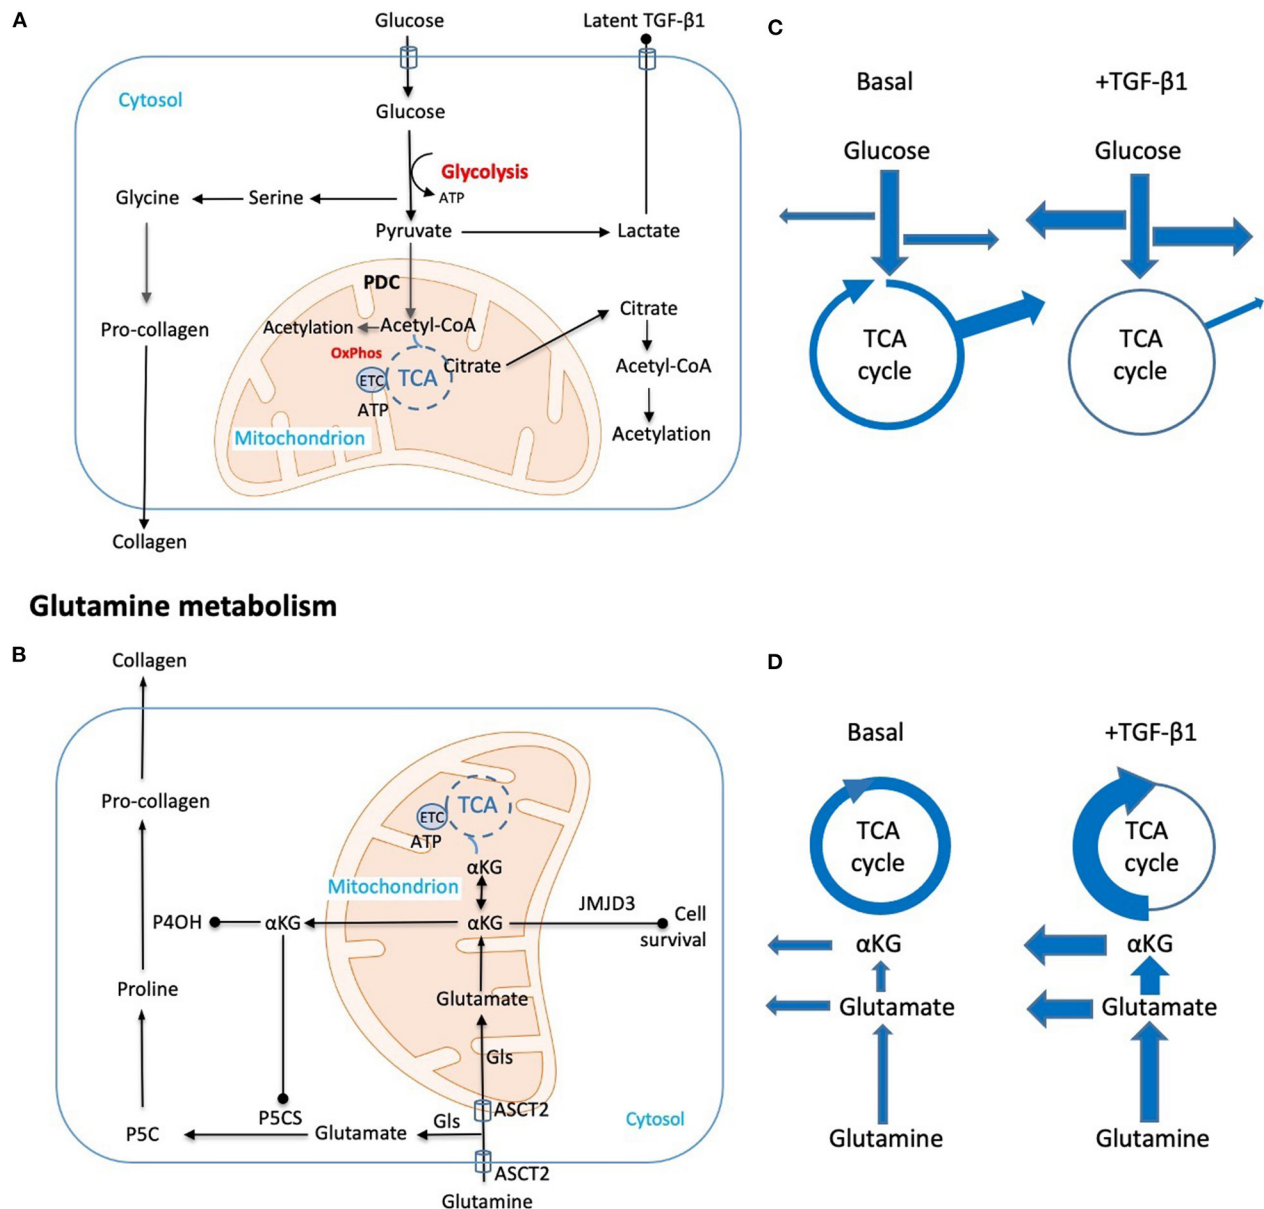 A
Glucose
Latent TGF-β1
Cytosol
Glucose
Glycolysis
ATP
Glycine
Serine
Pyruvate
Lactate
PDC
Pro-collagen
Acetylation
Acetyl-CoA
Citrate
OxPhos
ETC
TCA
Citrate
Acetyl-CoA
ATP
Mitochondrion
Acetylation
Collagen
C
Basal
+TGF-β1
Glucose
Glucose
TCA
cycle
TCA
cycle
Glutamine metabolism
B
Collagen
Pro-collagen
TCA
ETC
ATP
αKG
Mitochondrion
P4OH
αKG
αKG
JMJD3
Cell
survival
Proline
Glutamate
Gls
ASCT2
Cytosol
P5CS
P5C
Glutamate
Gls
ASCT2
Glutamine
D
Basal
+TGF-β1
TCA
cycle
TCA
cycle
αKG
αKG
Glutamate
Glutamate
Glutamine
Glutamine